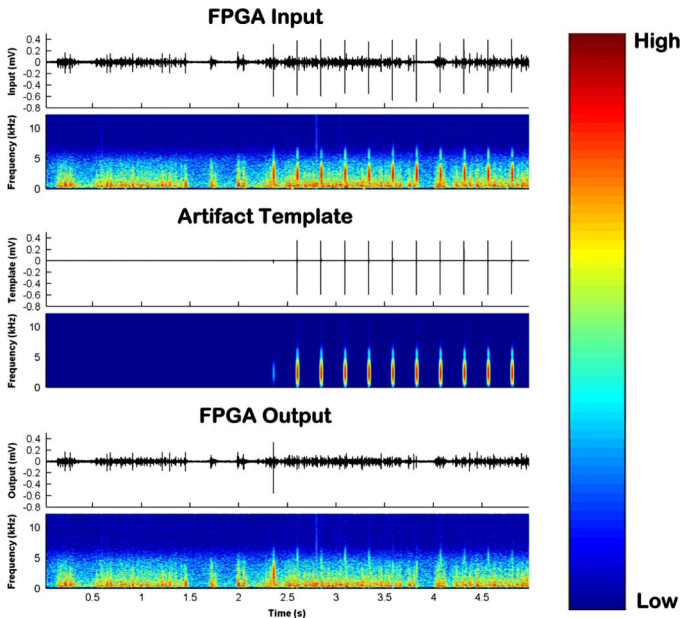 FPGA Input
High
0.4
0.2
0
-0.2
-0.4
-0.6
-0.8
Input (mV)
10
5
0
Frequency (kHz)
Artifact Template
0.4
0.2
0
-0.2
-0.4
-0.6
-0.8
Template (mV)
10
5
0
Frequency (kHz)
FPGA Output
0.4
0.2
0
-0.2
-0.4
-0.6
-0.8
Output (mV)
10
5
0
Frequency (kHz)
0.5 1 1.5 2 2.5 3 3.5 4 4.5
Time (s)
Low